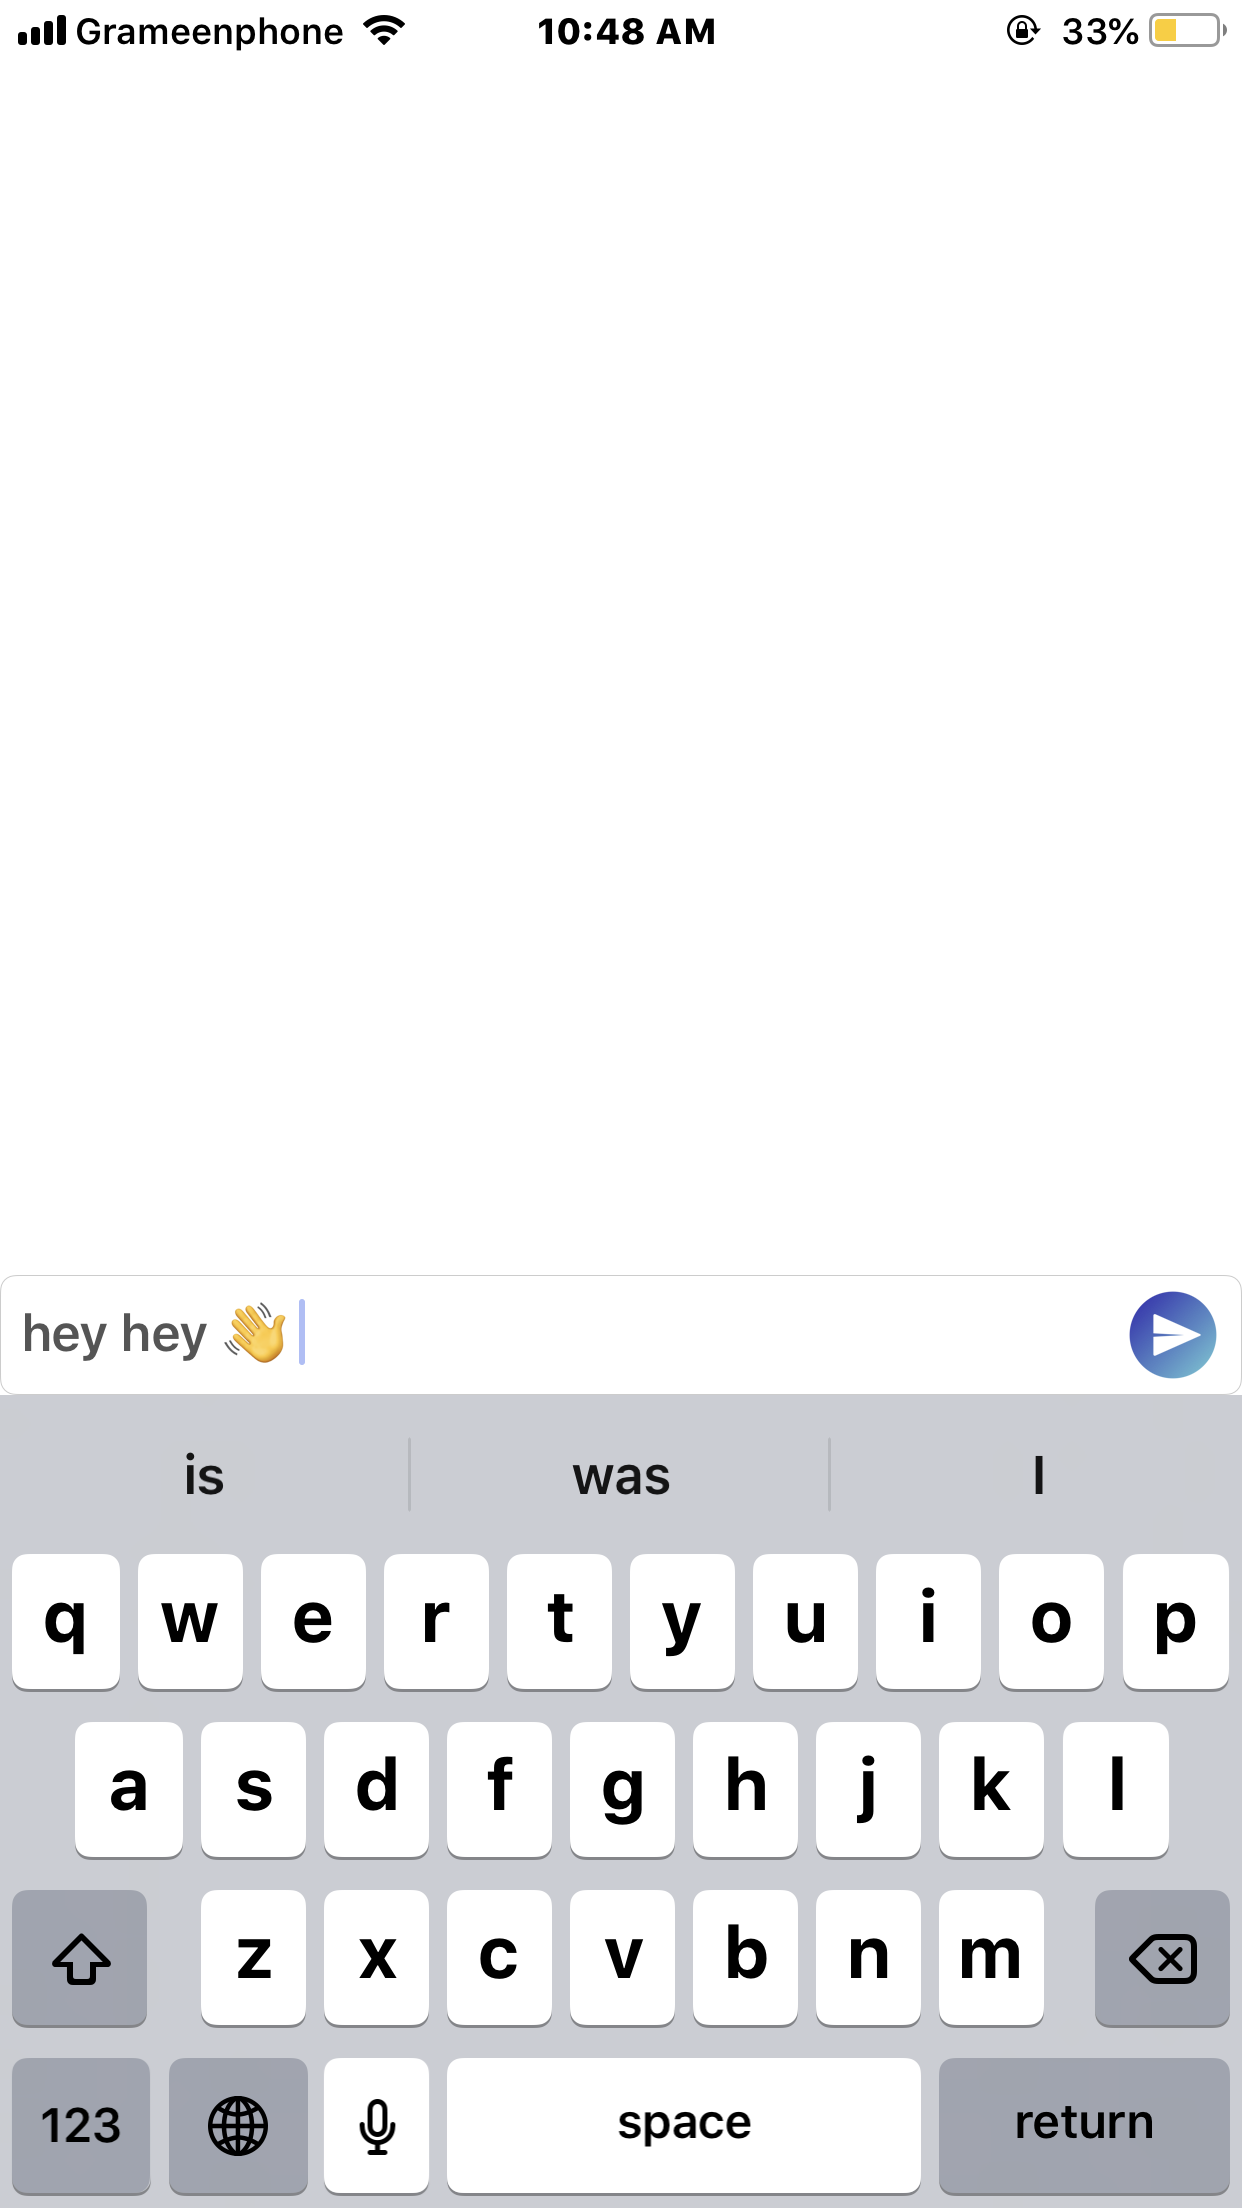 Grameenphone 10:48 AM 33%
hey hey 👋
is was I
q w e r t y u i o p
a s d f g h j k l
z x c v b n m
123 space return